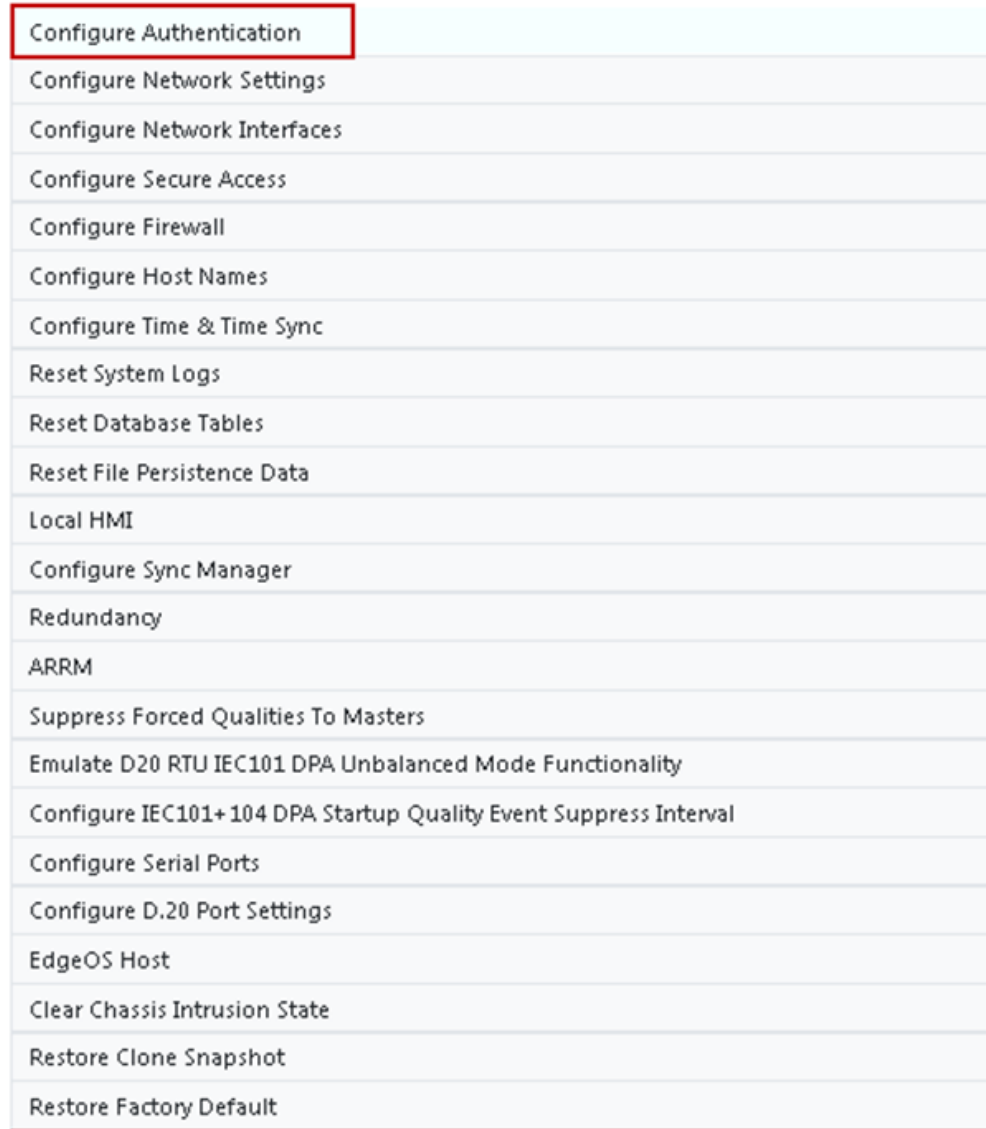 Configure Authentication
Configure Network Settings
Configure Network Interfaces
Configure Secure Access
Configure Firewall
Configure Host Names
Configure Time & Time Sync
Reset System Logs
Reset Database Tables
Reset File Persistence Data
Local HMI
Configure Sync Manager
Redundancy
ARRM
Suppress Forced Qualities To Masters
Emulate D20 RTU IEC101 DPA Unbalanced Mode Functionality
Configure IEC101+104 DPA Startup Quality Event Suppress Interval
Configure Serial Ports
Configure D.20 Port Settings
EdgeOS Host
Clear Chassis Intrusion State
Restore Clone Snapshot
Restore Factory Default